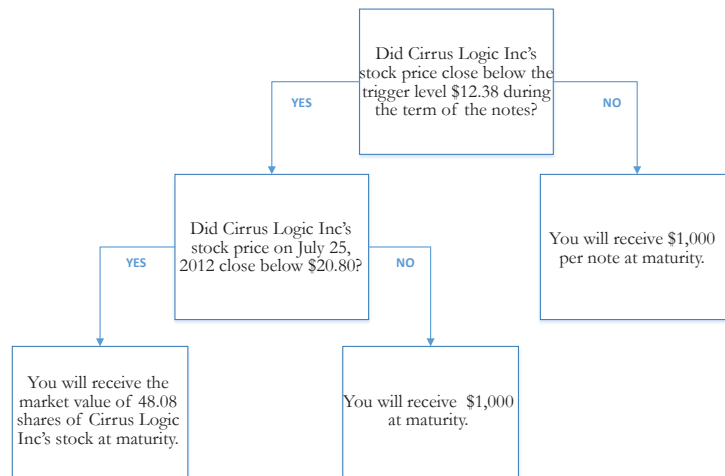 Did Cirrus Logic Inc's
stock price close below the
trigger level $12.38 during
the term of the notes?
YES
NO
Did Cirrus Logic Inc's
stock price on July 25,
2012 close below $20.80?
You will receive $1,000
per note at maturity.
YES
NO
You will receive the
market value of 48.08
shares of Cirrus Logic
Inc's stock at maturity.
You will receive $1,000
at maturity.